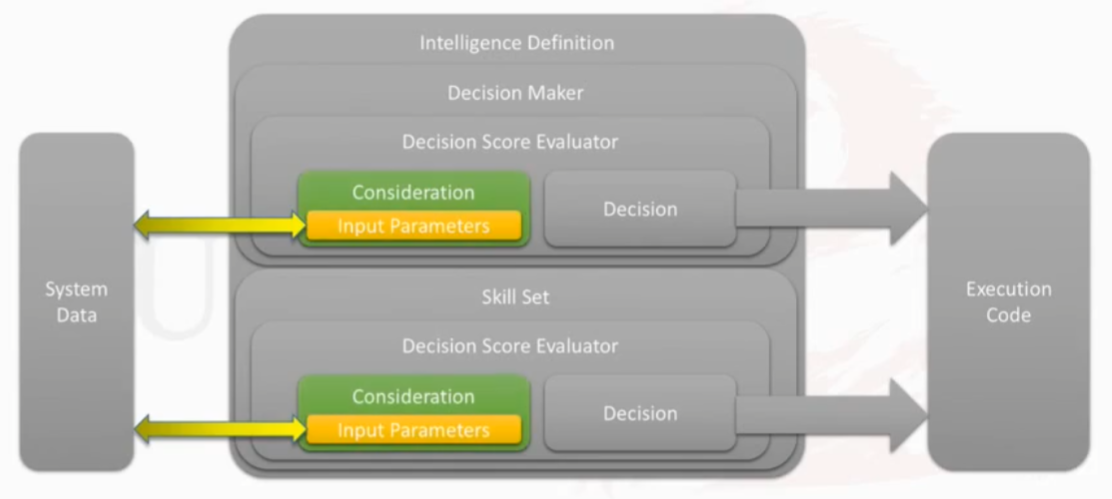 Intelligence Definition
Decision Maker
Decision Score Evaluator
Consideration
Input Parameters
Decision
Skill Set
Decision Score Evaluator
Consideration
Input Parameters
Decision
System
Data
Execution
Code